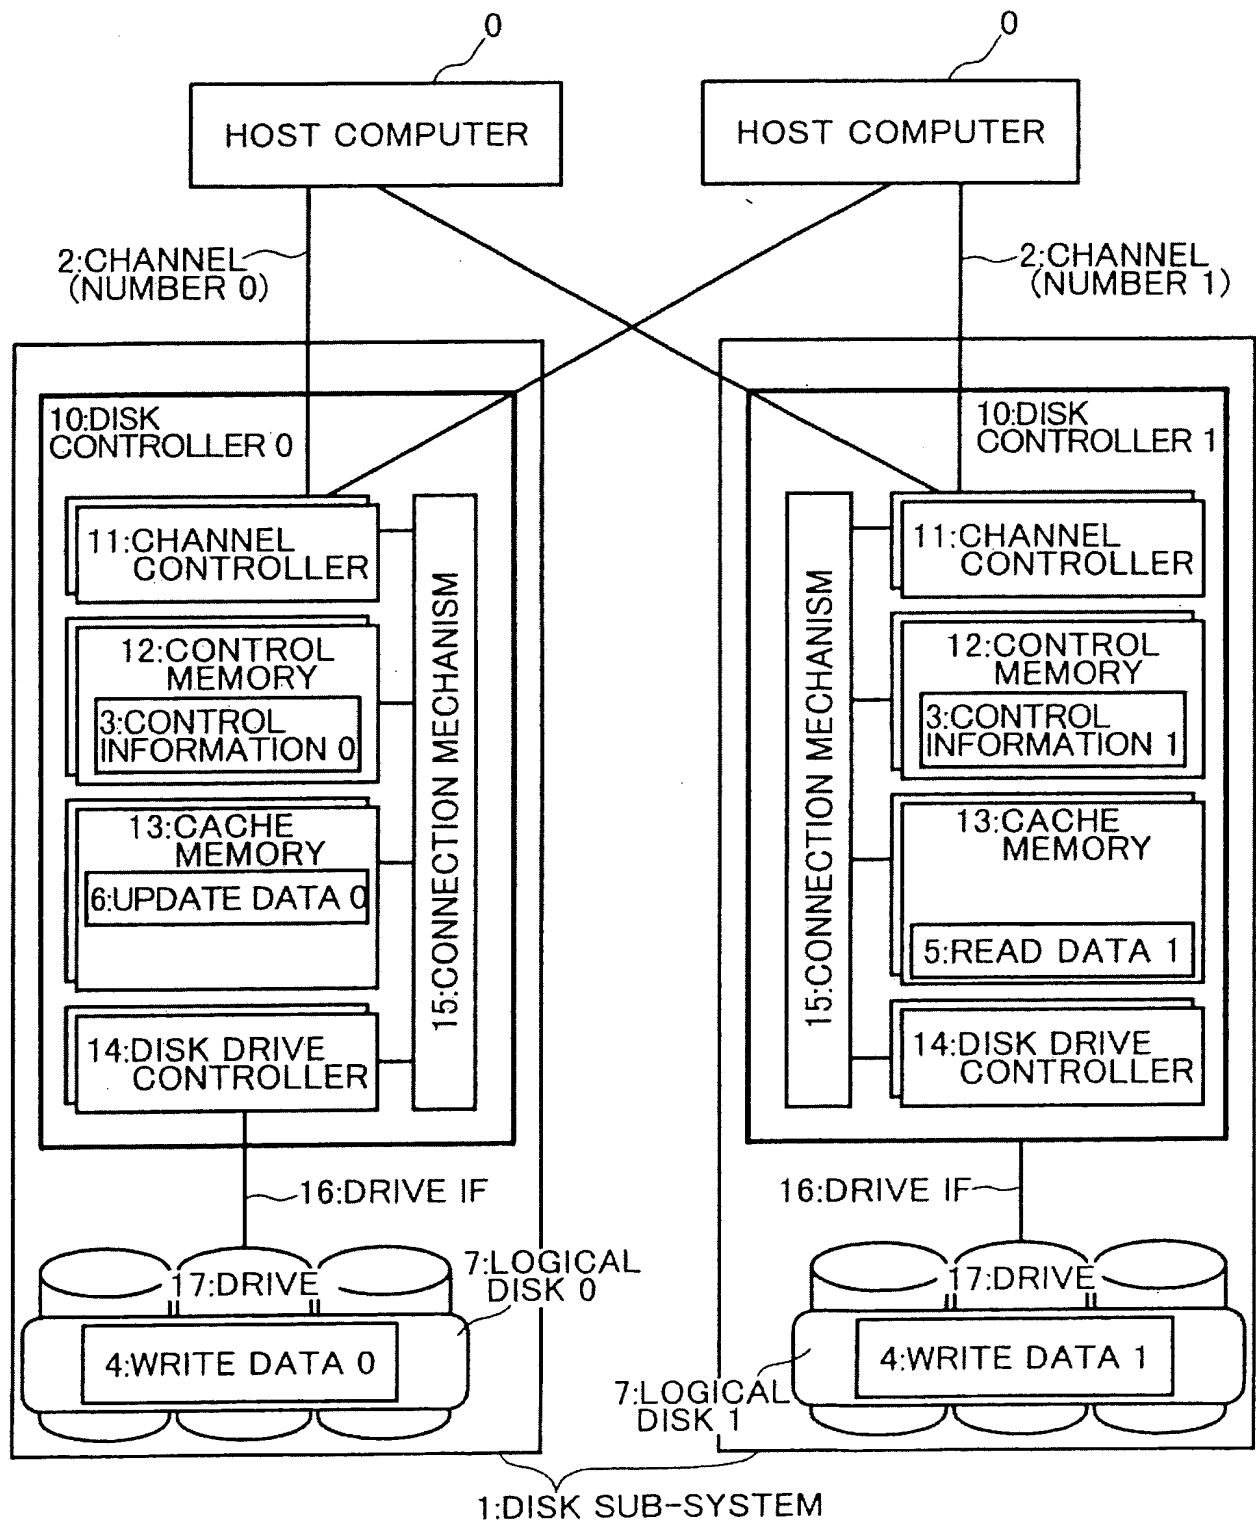 0
0
HOST COMPUTER
HOST COMPUTER
2:CHANNEL
(NUMBER 0)
2:CHANNEL
(NUMBER 1)
10:DISK
CONTROLLER 0
11:CHANNEL
CONTROLLER
12:CONTROL
MEMORY
3:CONTROL
INFORMATION 0
13:CACHE
MEMORY
6:UPDATE DATA 0
14:DISK DRIVE
CONTROLLER
15:CONNECTION MECHANISM
16:DRIVE IF
17:DRIVE
7:LOGICAL
DISK 0
4:WRITE DATA 0
10:DISK
CONTROLLER 1
15:CONNECTION MECHANISM
11:CHANNEL
CONTROLLER
12:CONTROL
MEMORY
3:CONTROL
INFORMATION 1
13:CACHE
MEMORY
5:READ DATA 1
14:DISK DRIVE
CONTROLLER
16:DRIVE IF
17:DRIVE
4:WRITE DATA 1
7:LOGICAL
DISK 1
1:DISK SUB-SYSTEM